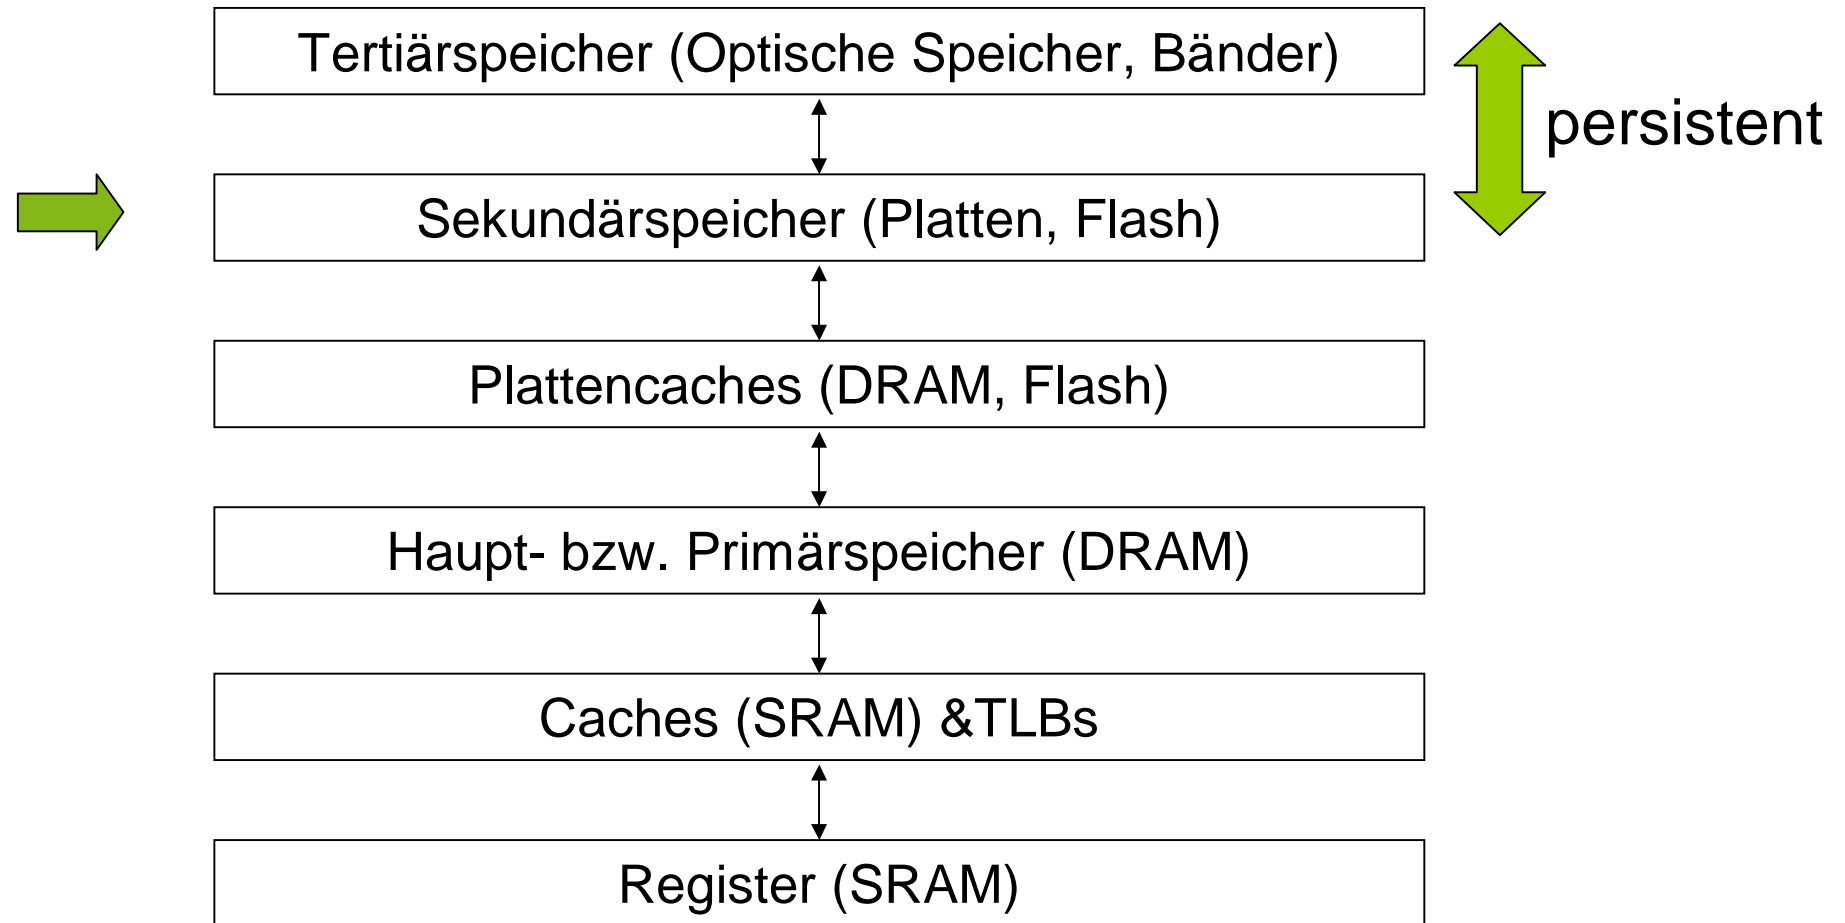 Tertiärspeicher (Optische Speicher, Bänder)
persistent
Sekundärspeicher (Platten, Flash)
Plattencaches (DRAM, Flash)
Haupt- bzw. Primärspeicher (DRAM)
Caches (SRAM) &TLBs
Register (SRAM)